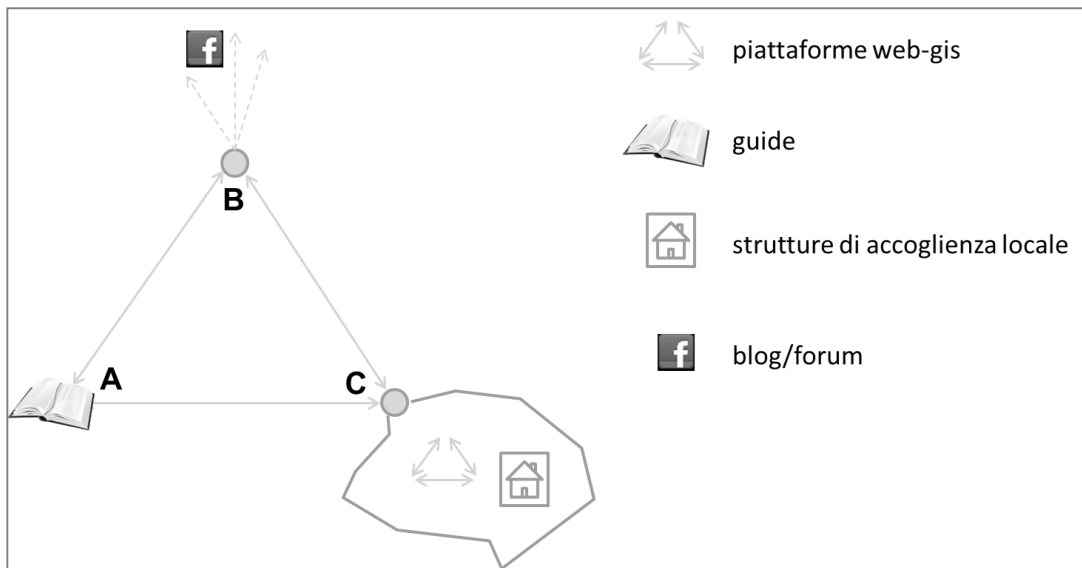 piattaforme web-gis
guide
strutture di accoglienza locale
f
blog/forum
f
B
A
C